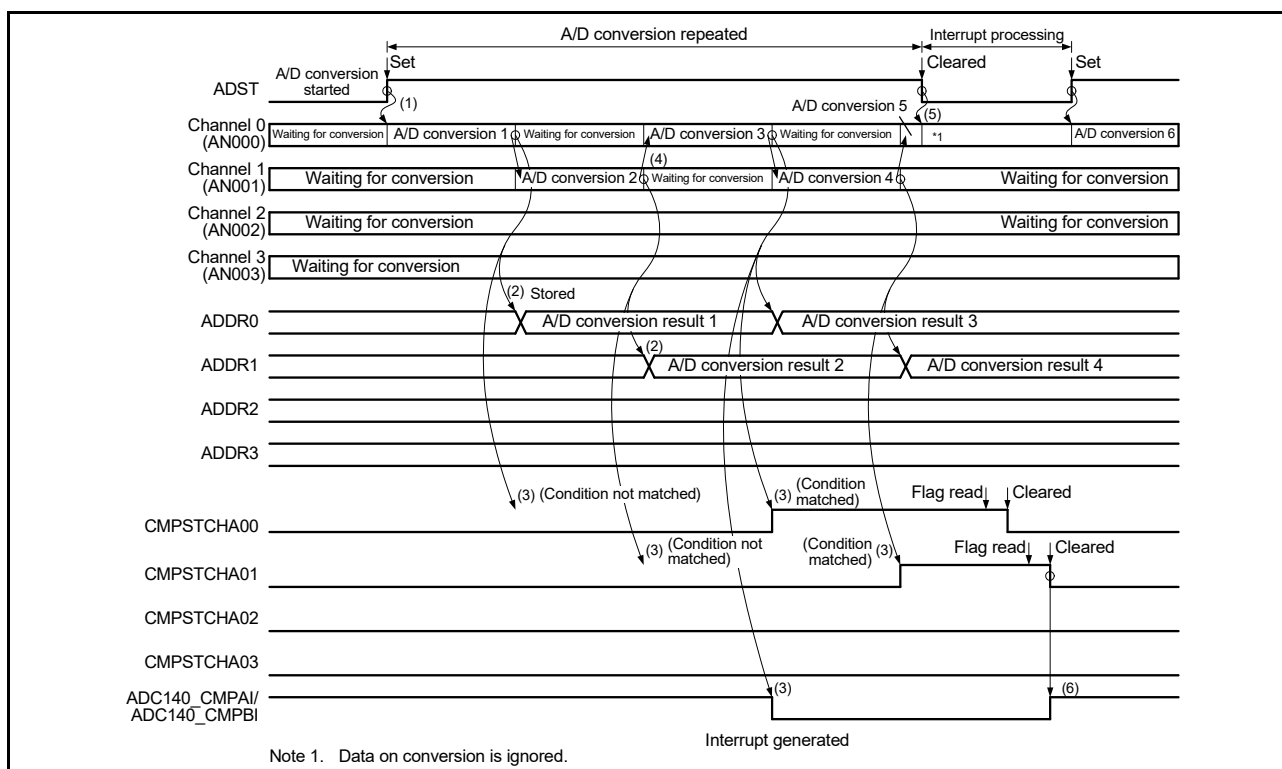 A/D conversion repeated
Interrupt processing
Set
Cleared
Set
A/D conversion
started
ADST
(1)
A/D conversion 5
(5)
Channel 0
(AN000)
Waiting for conversion
A/D conversion 1
Waiting for conversion
A/D conversion 3
Waiting for conversion
*1
A/D conversion 6
(4)
Channel 1
(AN001)
Waiting for conversion
A/D conversion 2
Waiting for conversion
A/D conversion 4
Waiting for conversion
Channel 2
(AN002)
Waiting for conversion
Waiting for conversion
Channel 3
(AN003)
Waiting for conversion
(2) Stored
ADDR0
A/D conversion result 1
A/D conversion result 3
(2)
ADDR1
A/D conversion result 2
A/D conversion result 4
ADDR2
ADDR3
(3) (Condition not matched)
(3) (Condition
matched)
Flag read
Cleared
CMPSTCHA00
(3) (Condition not
matched)
(Condition
matched) (3)
Flag read
Cleared
CMPSTCHA01
CMPSTCHA02
CMPSTCHA03
ADC140_CMPAI/
ADC140_CMPBI
(3)
(6)
Interrupt generated
Note 1. Data on conversion is ignored.